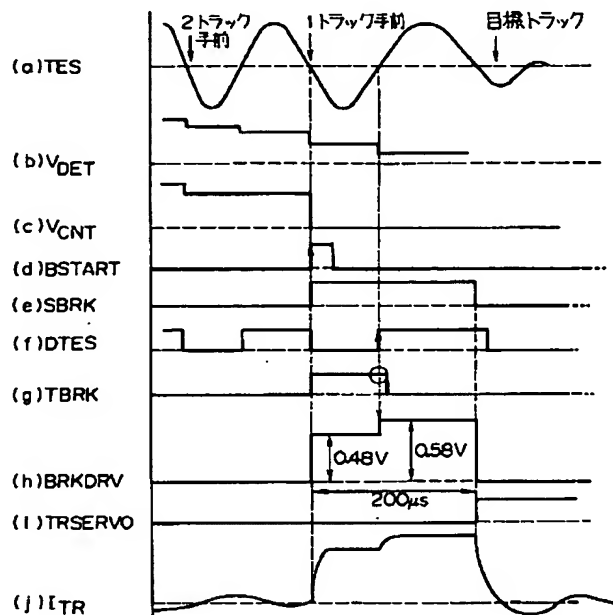 2トラック手前
1トラック手前
目標トラック
(a)TES
(b)VDET
(c)VCNT
(d)BSTART
(e)SBRK
(f)DTES
(g)TBRK
0.48V
0.58V
(h)BRKDRV
200μs
(i)TRSERVO
(j)ITR